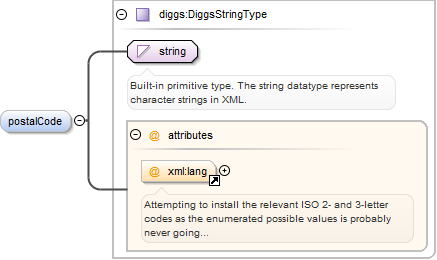 diggs:DiggsStringType
string
Built-in primitive type. The string datatype represents
character strings in XML.
postalCode
@ attributes
@ xml:lang
Attempting to install the relevant ISO 2- and 3-letter
codes as the enumerated possible values is probably
never going...